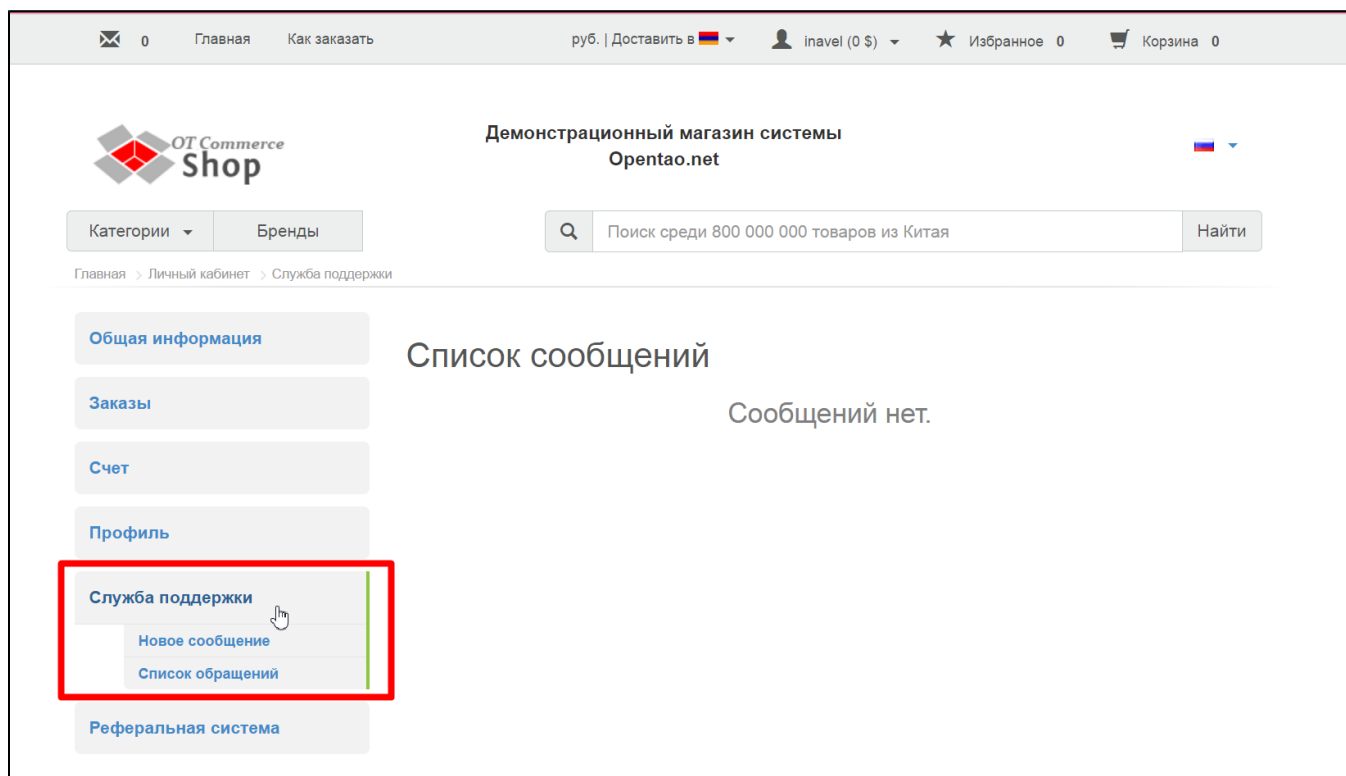 0 Главная Как заказать руб. | Доставить в inavel (0 $) Избранное 0 Корзина 0
OT Commerce
Shop
Демонстрационный магазин системы
Opentao.net
Категории Бренды Поиск среди 800 000 000 товаров из Китая Найти
Главная > Личный кабинет > Служба поддержки
Общая информация
Список сообщений
Заказы
Сообщений нет.
Счет
Профиль
Служба поддержки
Новое сообщение
Список обращений
Реферальная система